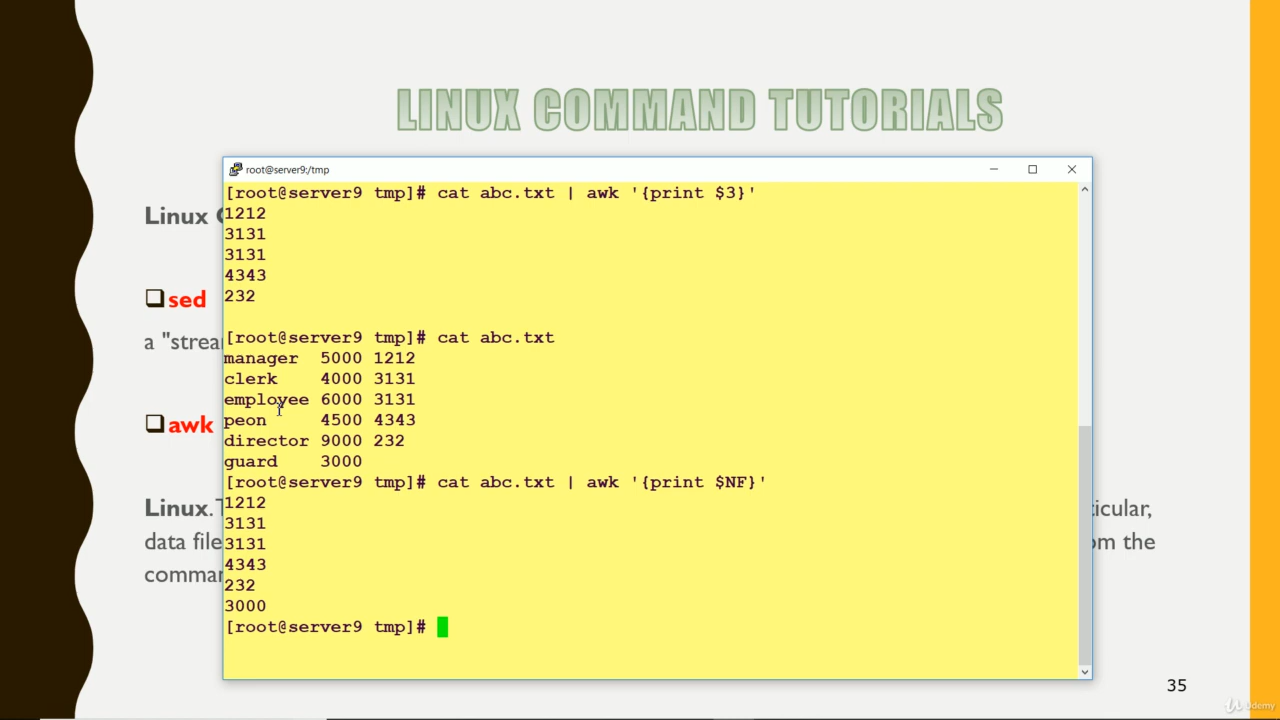 LINUX COMMAND TUTORIALS
root@server9:/tmp
[root@server9 tmp]# cat abc.txt | awk '{print $3}'
1212
3131
3131
4343
232
[root@server9 tmp]# cat abc.txt
manager 5000 1212
clerk 4000 3131
employee 6000 3131
peon 4500 4343
director 9000 232
guard 3000
[root@server9 tmp]# cat abc.txt | awk '{print $NF}'
1212
3131
3131
4343
232
3000
[root@server9 tmp]#
Linux
sed
a "strea
awk
Linux.
data file
om the
comma
35
Udemy